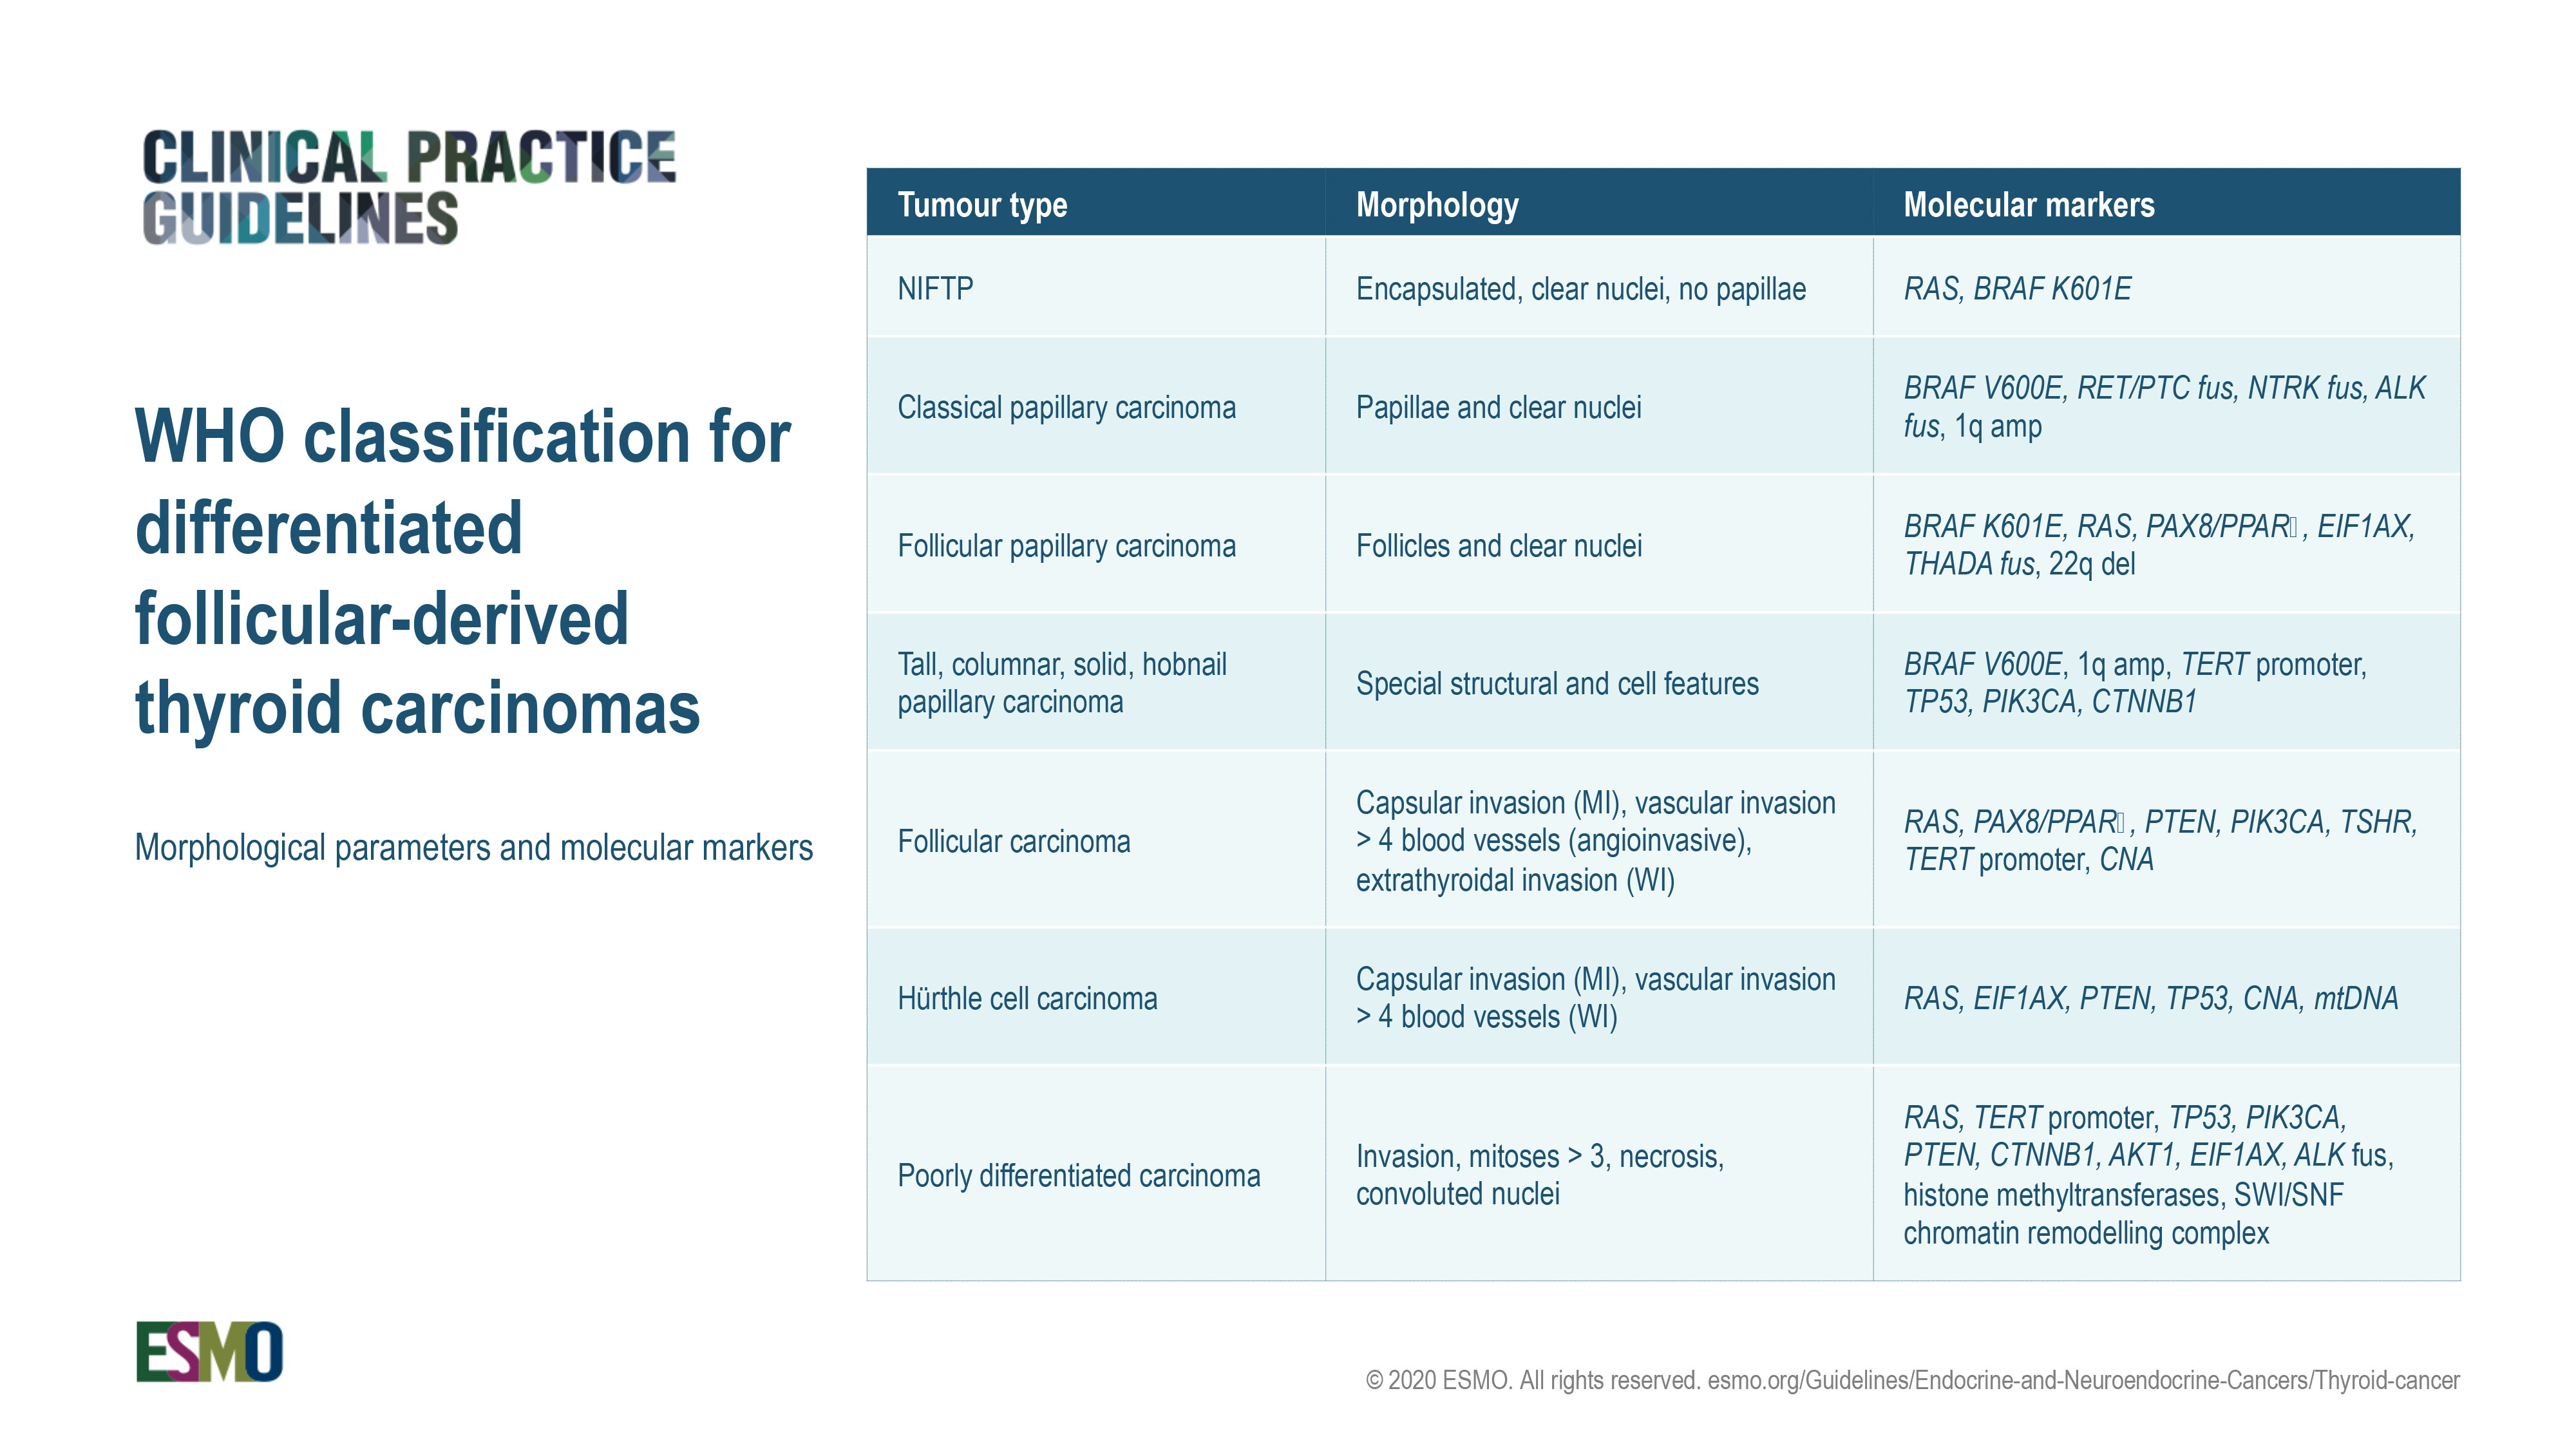 CLINICAL PRACTICE
GUIDELINES
WHO classification for
differentiated
follicular-derived
thyroid carcinomas
Morphological parameters and molecular markers
Tumour type
Morphology
Molecular markers
NIFTP
Encapsulated, clear nuclei, no papillae
RAS, BRAF K601E
Classical papillary carcinoma
Papillae and clear nuclei
BRAF V600E, RET/PTC fus, NTRK fus, ALK
fus, 1q amp
Follicular papillary carcinoma
Follicles and clear nuclei
BRAF K601E, RAS, PAX8/PPAR▯, EIF1AX,
THADA fus, 22q del
Tall, columnar, solid, hobnail
papillary carcinoma
Special structural and cell features
BRAF V600E, 1q amp, TERT promoter,
TP53, PIK3CA, CTNNB1
Follicular carcinoma
Capsular invasion (MI), vascular invasion
> 4 blood vessels (angioinvasive),
extrathyroidal invasion (WI)
RAS, PAX8/PPAR▯, PTEN, PIK3CA, TSHR,
TERT promoter, CNA
Hürthle cell carcinoma
Capsular invasion (MI), vascular invasion
> 4 blood vessels (WI)
RAS, EIF1AX, PTEN, TP53, CNA, mtDNA
Poorly differentiated carcinoma
Invasion, mitoses > 3, necrosis,
convoluted nuclei
RAS, TERT promoter, TP53, PIK3CA,
PTEN, CTNNB1, AKT1, EIF1AX, ALK fus,
histone methyltransferases, SWI/SNF
chromatin remodelling complex
ESMO
© 2020 ESMO. All rights reserved. esmo.org/Guidelines/Endocrine-and-Neuroendocrine-Cancers/Thyroid-cancer